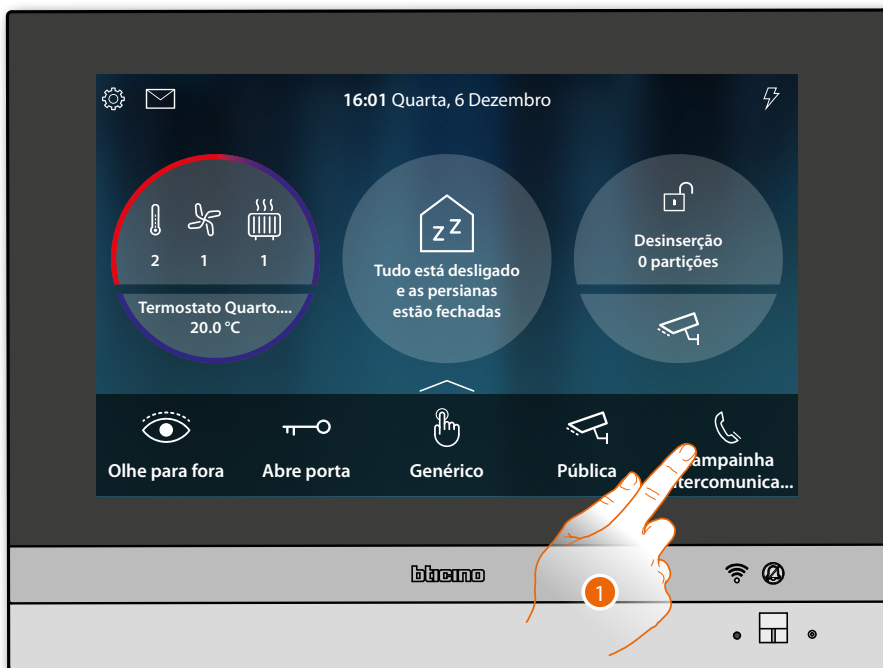 16:01 Quarta, 6 Dezembro
2 1 1
Termostato Quarto....
20.0 °C
z z
Tudo está desligado
e as persianas
estão fechadas
Desinserção
0 partições
Olhe para fora
Abre porta
Genérico
Pública
ampainha
tercomunica...
bticino
1